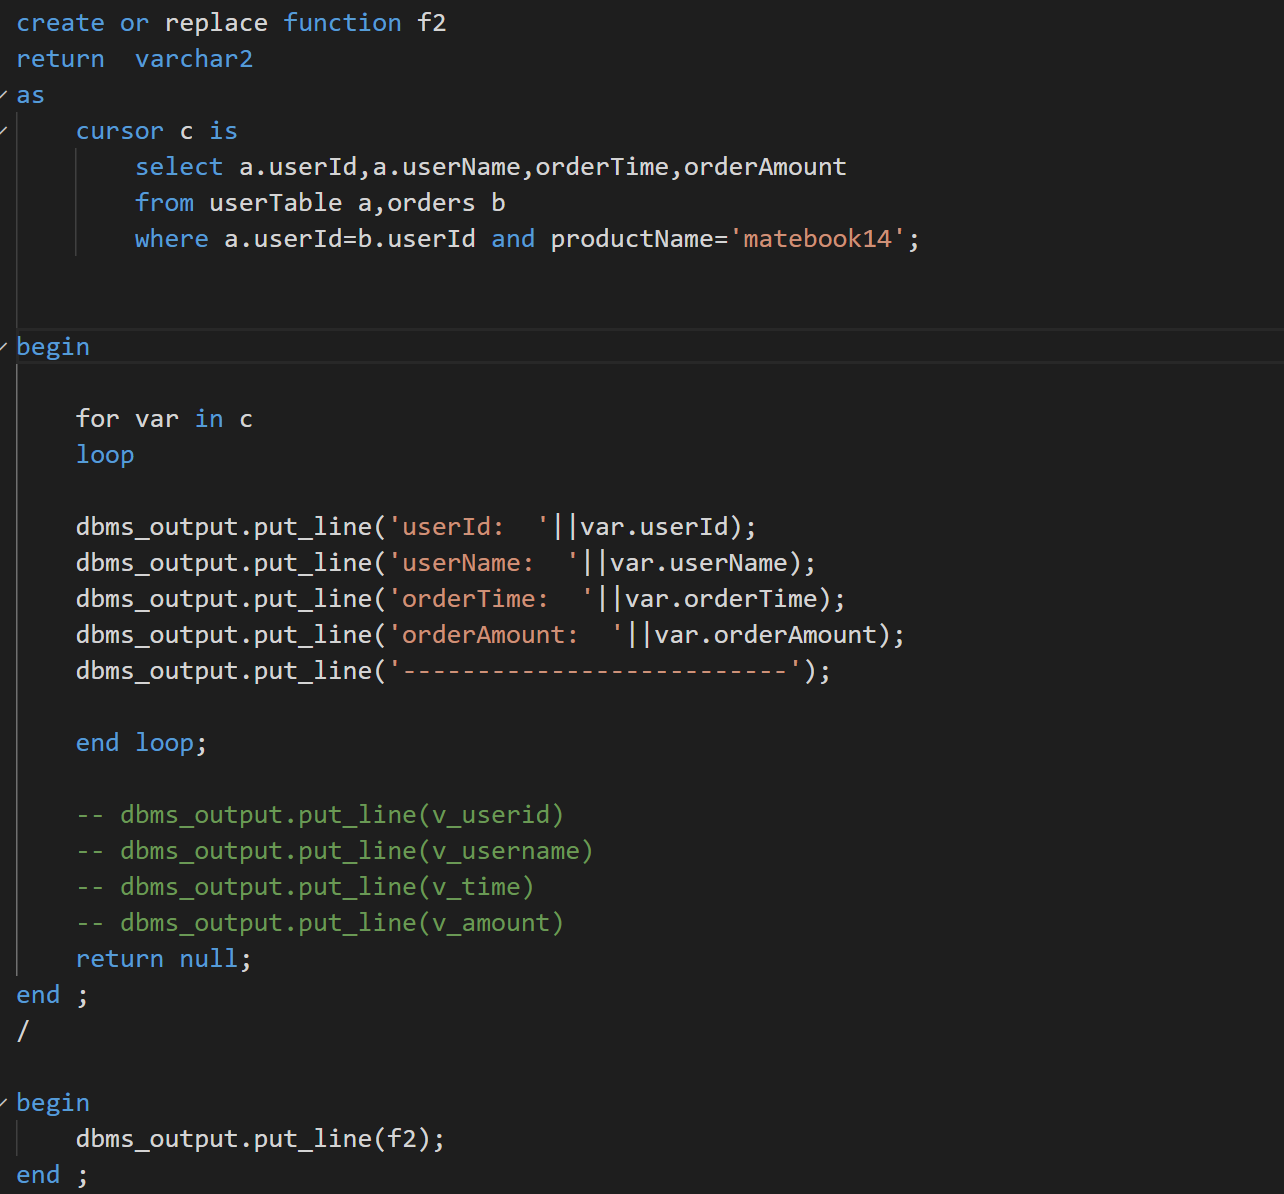 create or replace function f2
return  varchar2
as
    cursor c is
        select a.userId,a.userName,orderTime,orderAmount
        from userTable a,orders b
        where a.userId=b.userId and productName='matebook14';
begin
    for var in c
    loop
    dbms_output.put_line('userId:  '||var.userId);
    dbms_output.put_line('userName:  '||var.userName);
    dbms_output.put_line('orderTime:  '||var.orderTime);
    dbms_output.put_line('orderAmount:  '||var.orderAmount);
    dbms_output.put_line('--------------------------');
    end loop;
    -- dbms_output.put_line(v_userid)
    -- dbms_output.put_line(v_username)
    -- dbms_output.put_line(v_time)
    -- dbms_output.put_line(v_amount)
    return null;
end ;
/
begin
    dbms_output.put_line(f2);
end ;